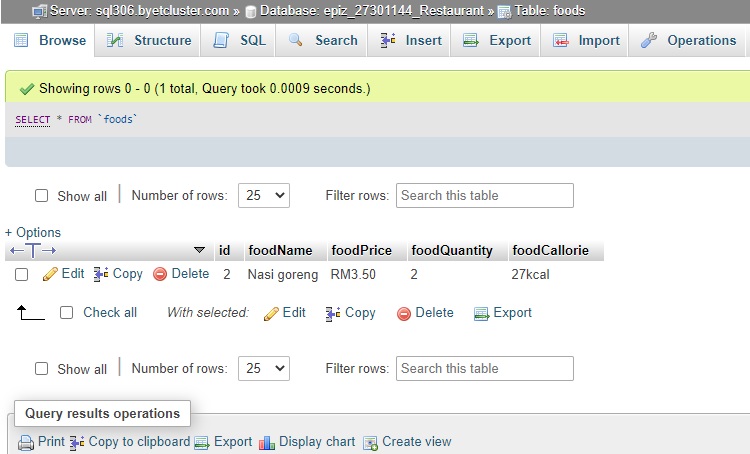 Server: sql306.byetcluster.com » Database: epiz_27301144_Restaurant » Table: foods
Browse Structure SQL Search Insert Export Import Operations
Showing rows 0 - 0 (1 total, Query took 0.0009 seconds.)
SELECT * FROM `foods`
Show all Number of rows: 25 Filter rows: Search this table
+ Options
id foodName foodPrice foodQuantity foodCallorie
Edit Copy Delete 2 Nasi goreng RM3.50 2 27kcal
Check all With selected: Edit Copy Delete Export
Show all Number of rows: 25 Filter rows: Search this table
Query results operations
Print Copy to clipboard Export Display chart Create view